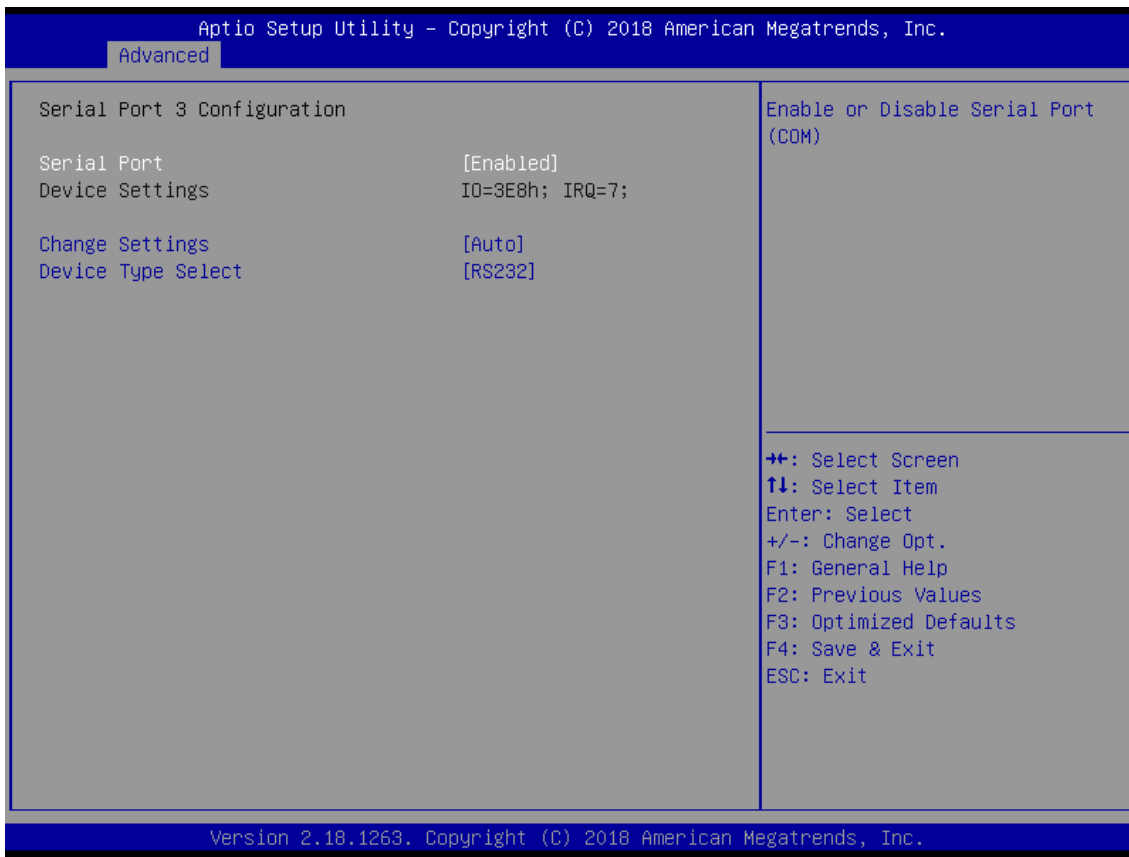 Aptio Setup Utility – Copyright (C) 2018 American Megatrends, Inc.
Advanced
Serial Port 3 Configuration
Serial Port [Enabled]
Device Settings IO=3E8h; IRQ=7;
Change Settings [Auto]
Device Type Select [RS232]
Enable or Disable Serial Port
(COM)
→←: Select Screen
↑↓: Select Item
Enter: Select
+/-: Change Opt.
F1: General Help
F2: Previous Values
F3: Optimized Defaults
F4: Save & Exit
ESC: Exit
Version 2.18.1263. Copyright (C) 2018 American Megatrends, Inc.